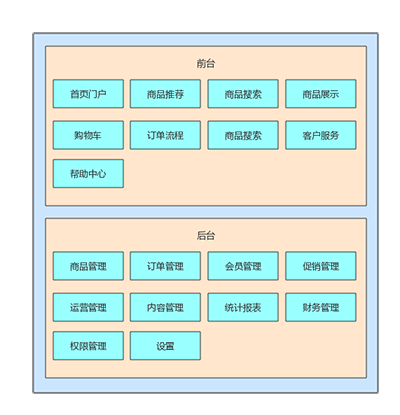 前台
首页门户 商品推荐 商品搜索 商品展示
购物车 订单流程 商品搜索 客户服务
帮助中心
后台
商品管理 订单管理 会员管理 促销管理
运营管理 内容管理 统计报表 财务管理
权限管理 设置